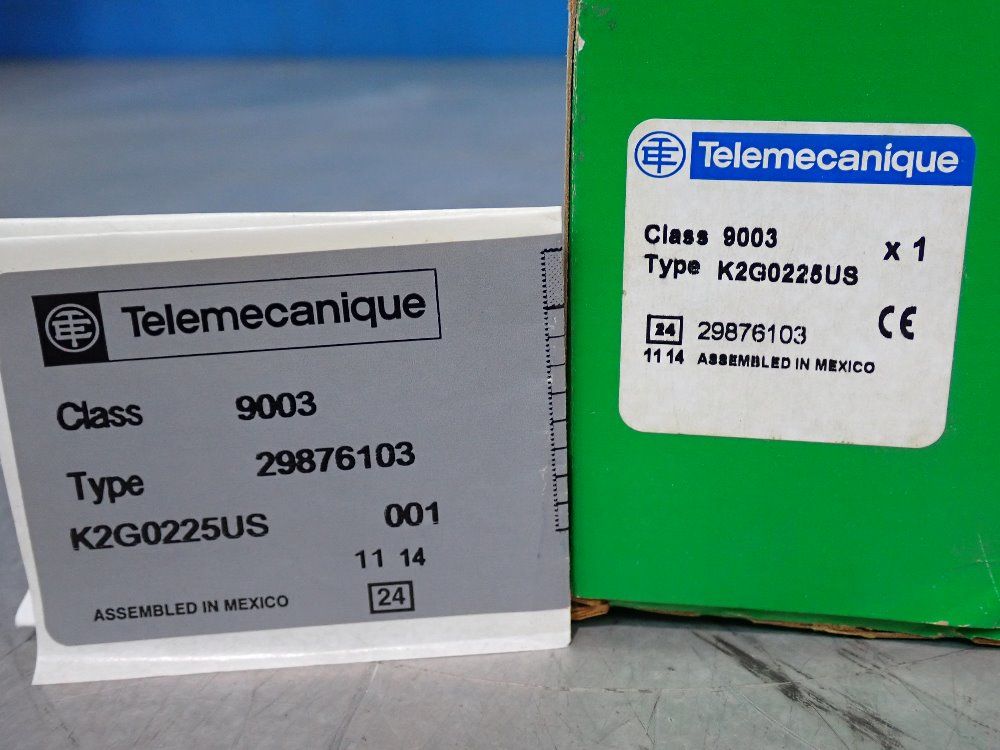 Telemecanique
Class 9003
Type 29876103
K2G0225US 001
11 14
ASSEMBLED IN MEXICO 24
Telemecanique
Class 9003 x 1
Type K2G0225US
24 29876103 CE
11 14 ASSEMBLED IN MEXICO